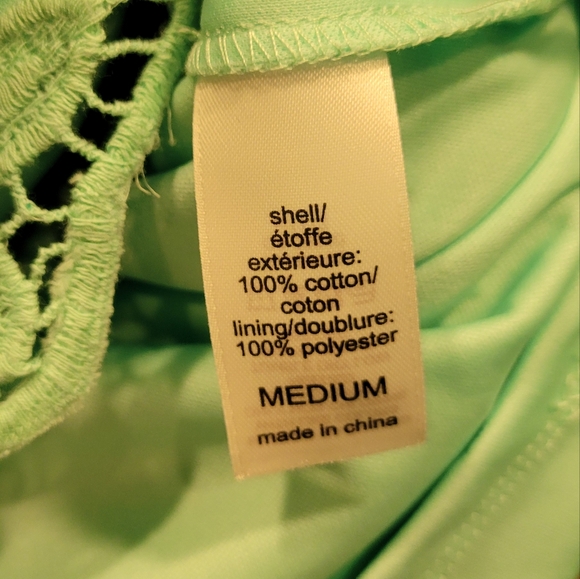 shell/
étoffe
extérieure:
100% cotton/
coton
lining/doublure:
100% polyester
MEDIUM
made in china